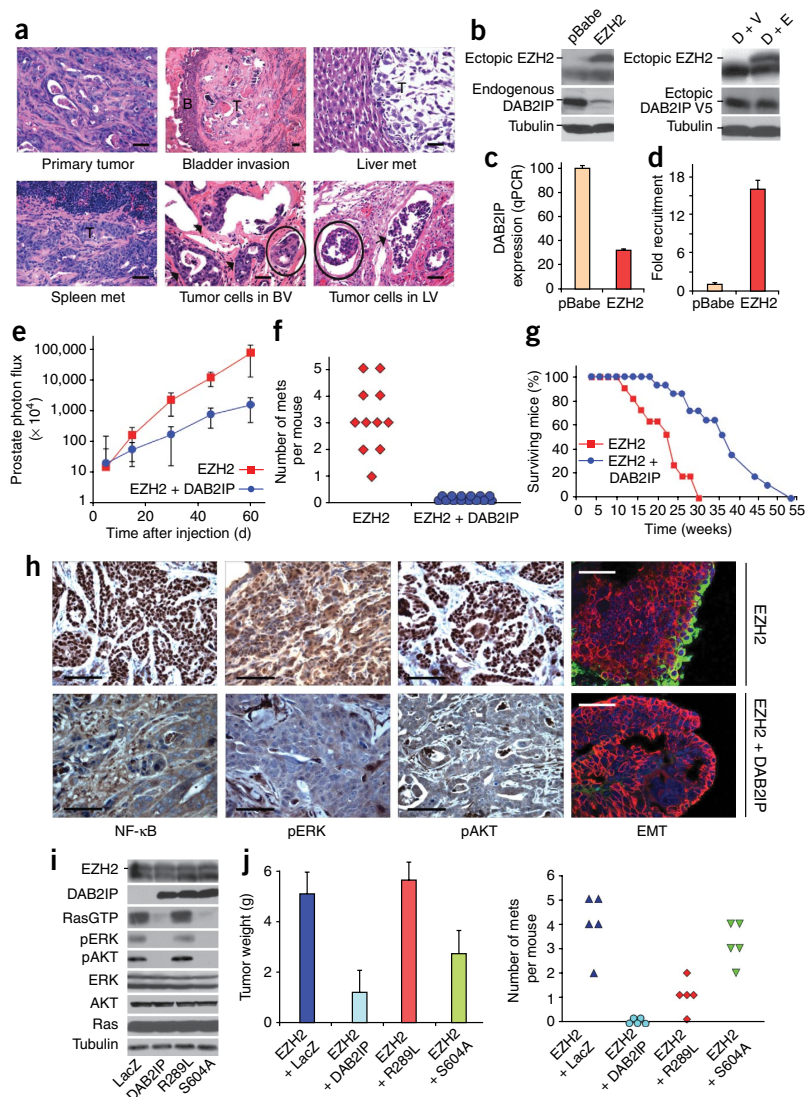 a
B
T
T
Primary tumor
Bladder invasion
Liver met
T
Spleen met
Tumor cells in BV
Tumor cells in LV
b
pBabe
EZH2
Ectopic EZH2
Endogenous
DAB2IP
Tubulin
D + V
D + E
Ectopic EZH2
Ectopic
DAB2IP V5
Tubulin
c
DAB2IP
expression (qPCR)
100
80
60
40
20
0
pBabe
EZH2
d
Fold recruitment
18
12
6
0
pBabe
EZH2
e
Prostate photon flux
(× 10⁴)
100,000
10,000
1,000
100
10
1
0
15
30
45
60
EZH2
EZH2 + DAB2IP
Time after injection (d)
f
Number of mets
per mouse
5
4
3
2
1
0
EZH2
EZH2 + DAB2IP
g
Surviving mice (%)
100
80
60
40
20
0
EZH2
EZH2 +
DAB2IP
0
5
10
15
20
25
30
35
40
45
50
55
Time (weeks)
h
EZH2
EZH2 + DAB2IP
NF-κB
pERK
pAKT
EMT
i
EZH2
DAB2IP
RasGTP
pERK
pAKT
ERK
AKT
Ras
Tubulin
LacZ
DAB2IP
R289L
S604A
j
Tumor weight (g)
6
4
2
0
EZH2
+ LacZ
EZH2
+ DAB2IP
EZH2
+ R289L
EZH2
+ S604A
Number of mets
per mouse
6
5
4
3
2
1
0
EZH2
+ LacZ
EZH2
+ DAB2IP
EZH2
+ R289L
EZH2
+ S604A